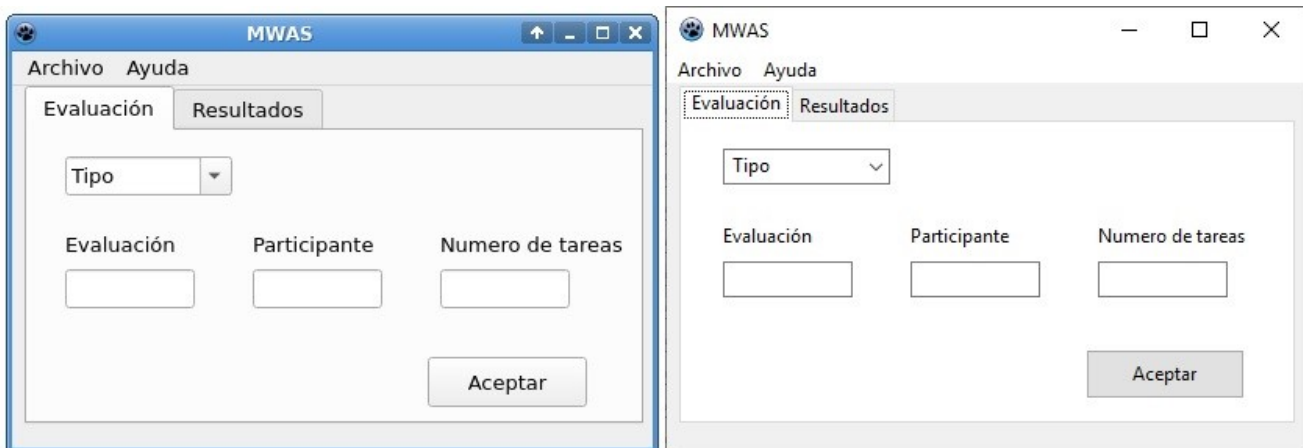 MWAS
Archivo Ayuda
Evaluación Resultados
Tipo
Evaluación Participante Numero de tareas
Aceptar
MWAS
Archivo Ayuda
Evaluación Resultados
Tipo
Evaluación Participante Numero de tareas
Aceptar